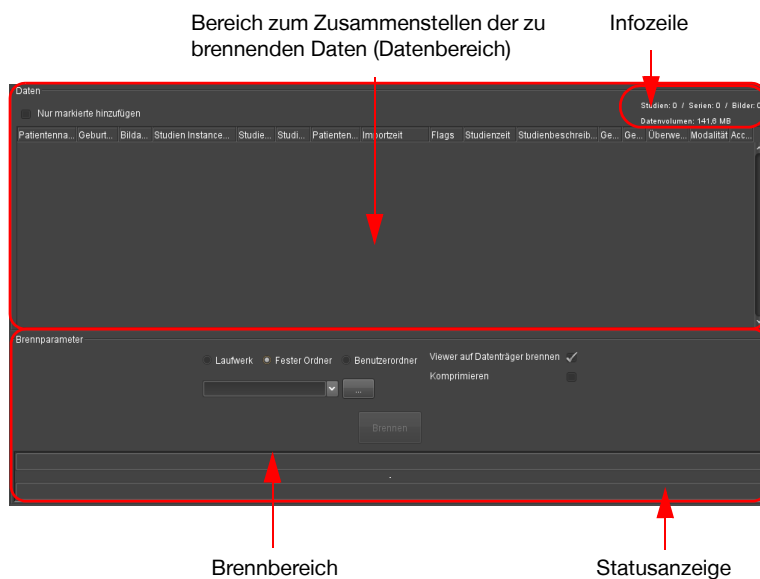 Bereich zum Zusammenstellen der zu
brennenden Daten (Datenbereich)
Infozeile
Daten
Nur markierte hinzufügen
Studien: 0 / Serien: 0 / Bilder: 0
Datenvolumen: 141,6 MB
Patientenna... Geburt... Bilda... Studien Instance... Studie... Studi... Patienten... Importzeit Flags Studienzeit Studienbeschreib... Ge... Ge... Überwe... Modalität Acc...
Brennparameter
Laufwerk Fester Ordner Benutzerordner Viewer auf Datenträger brennen
Komprimieren
...
Brennen
Brennbereich
Statusanzeige